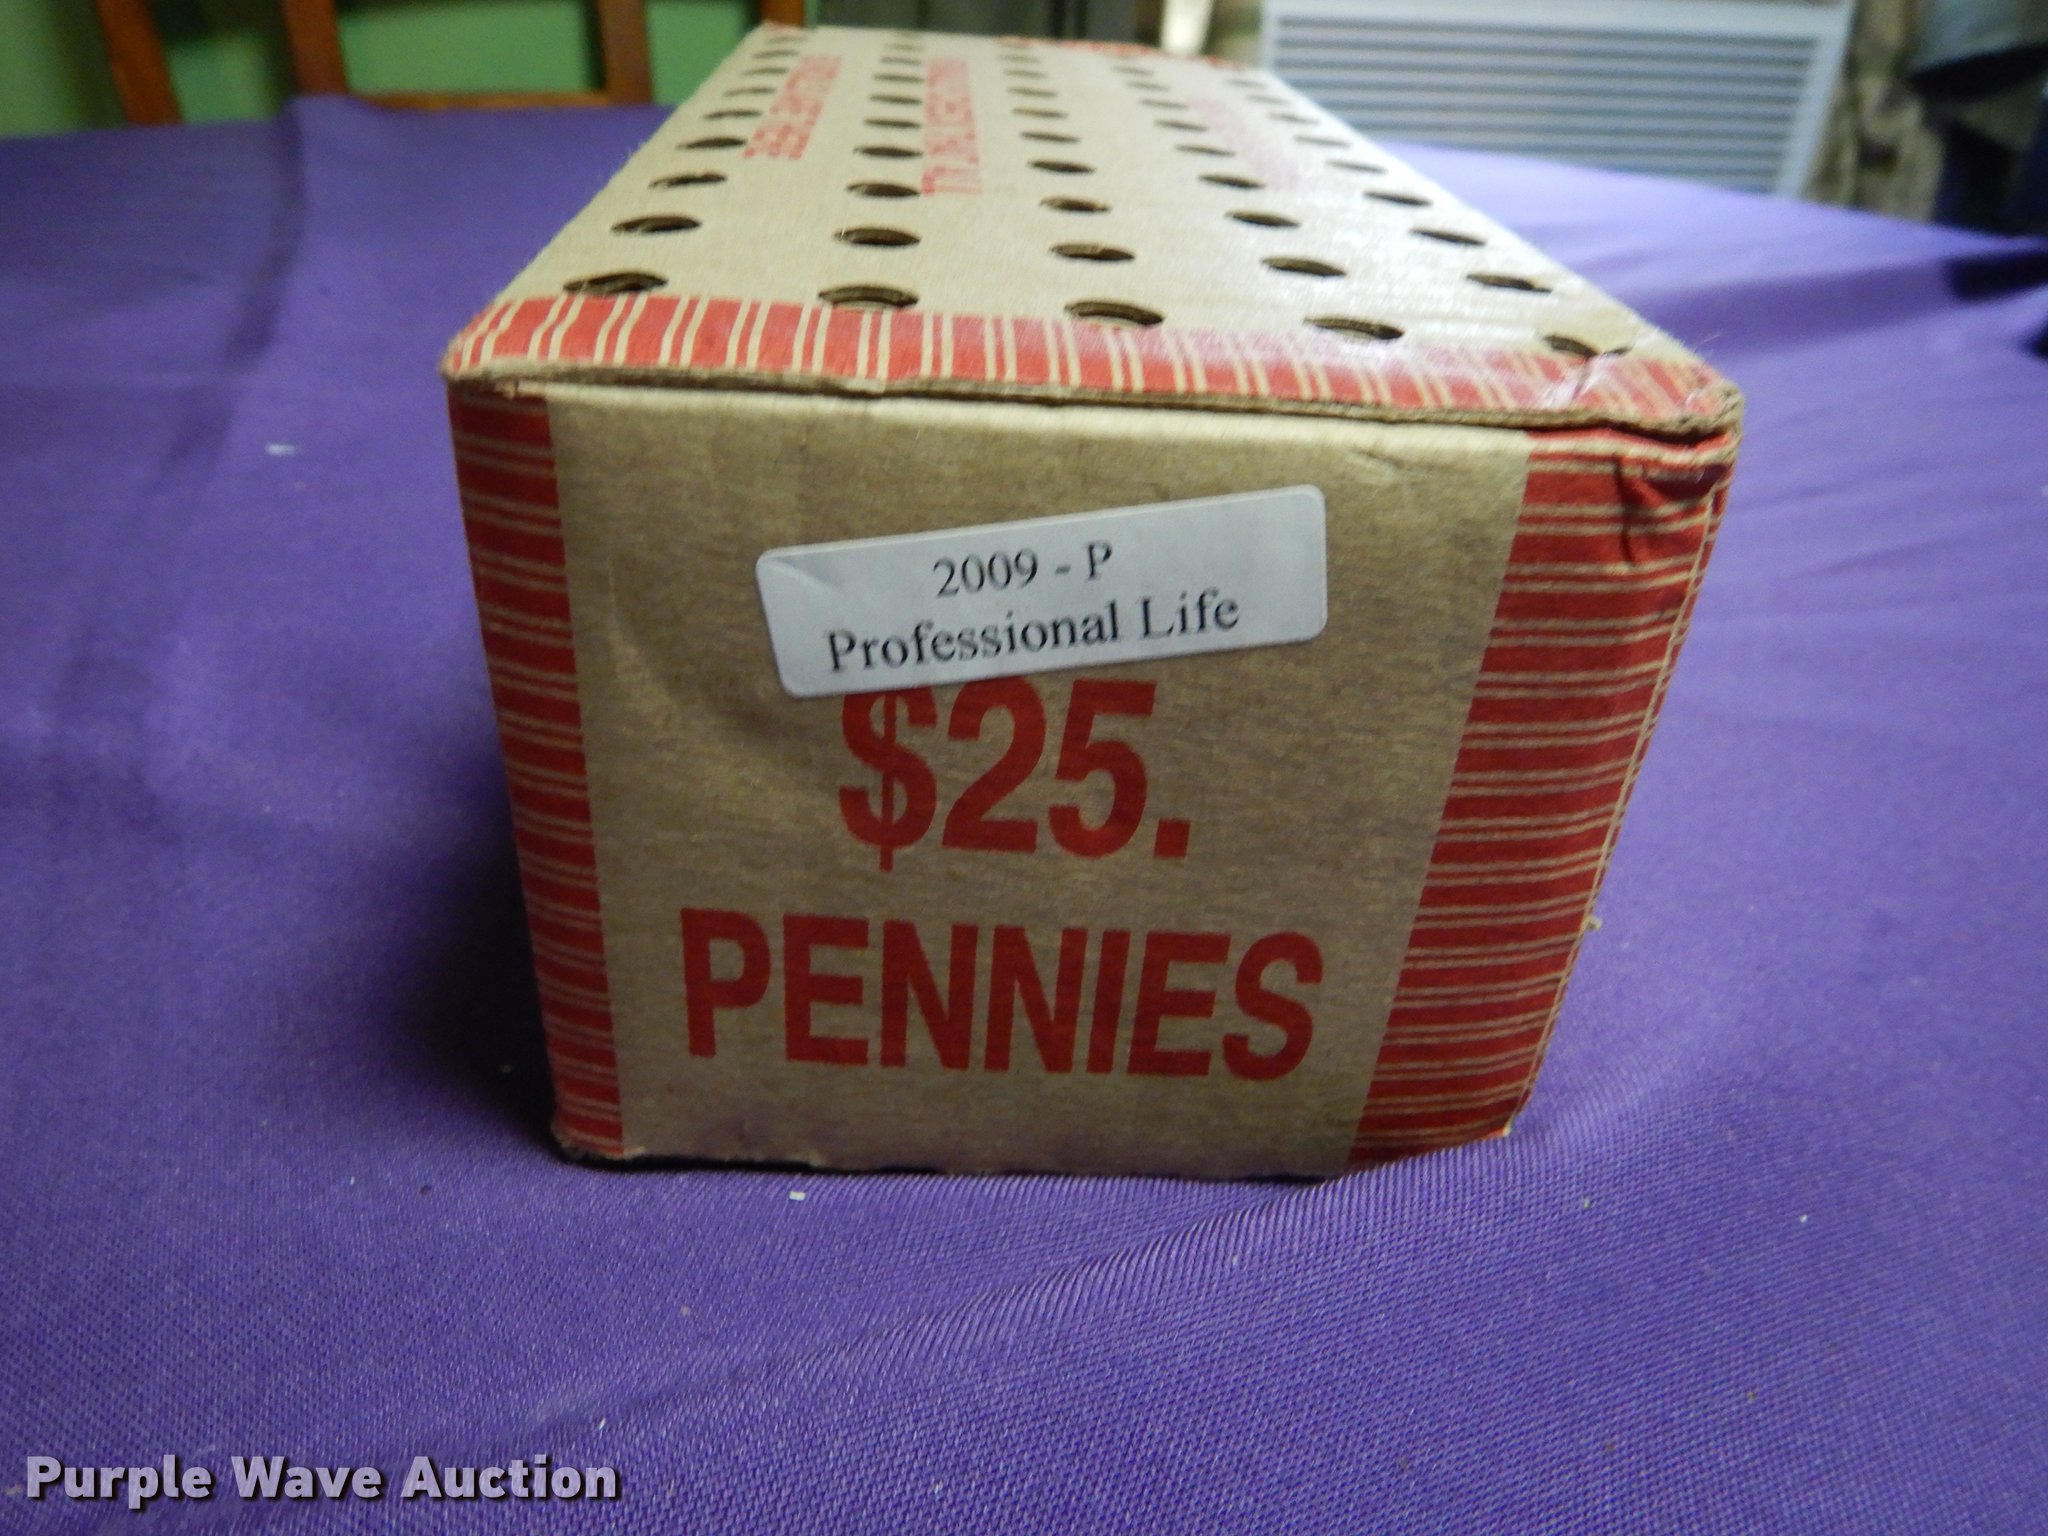 2009 - P
Professional Life
$25.
PENNIES
Purple Wave Auction